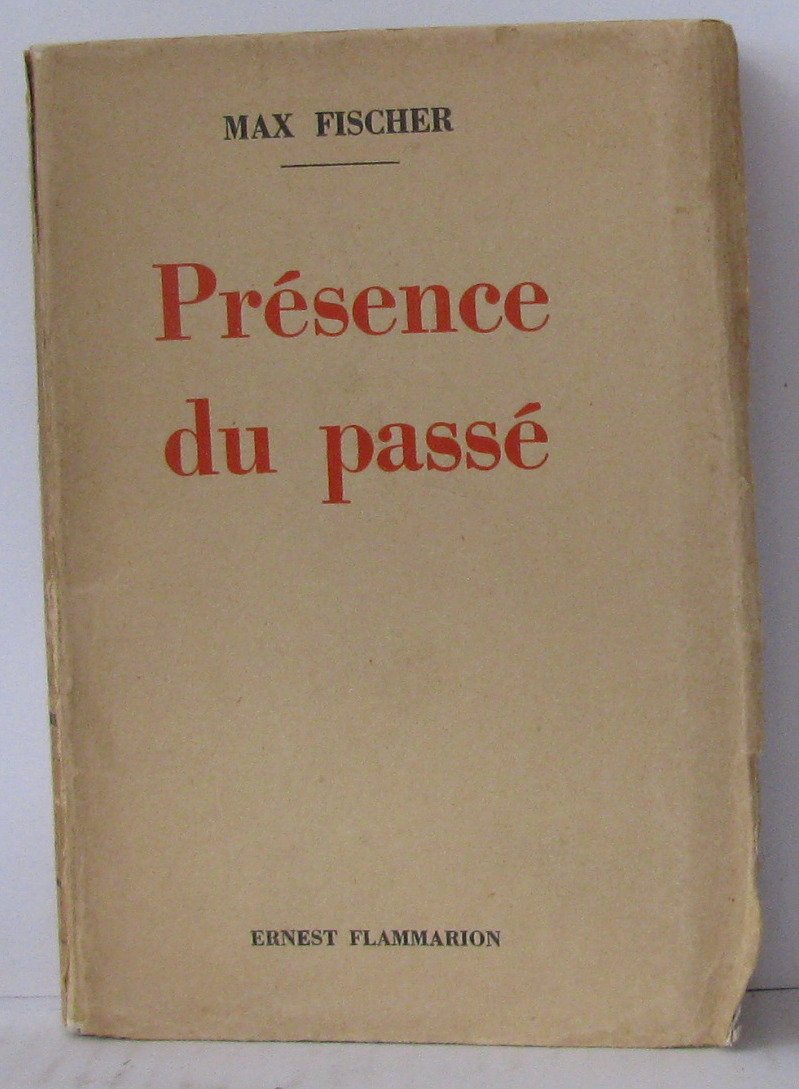 MAX FISCHER
Présence
du passé
ERNEST FLAMMARION